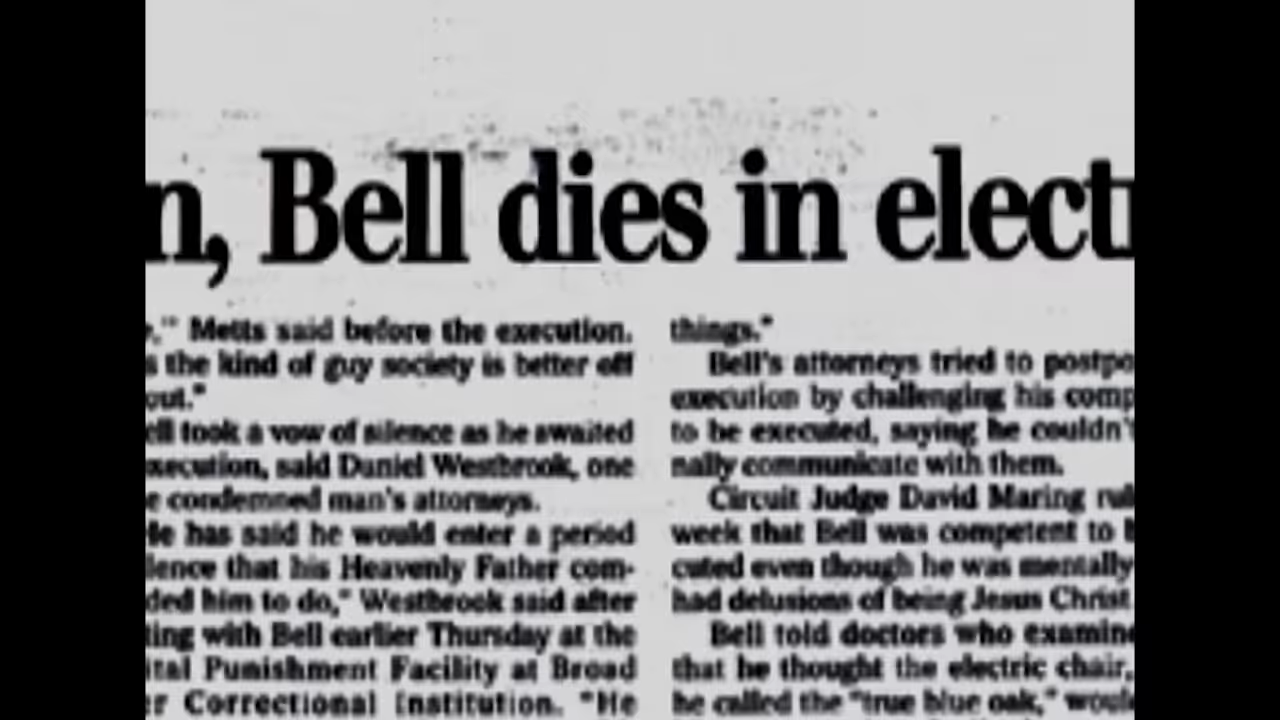 n, Bell dies in elect
," Metts said before the execution.
s the kind of guy society is better off
out."
ell took a vow of silence as he awaited
xecution, said Daniel Westbrook, one
e condemned man's attorneys.
He has said he would enter a period
lence that his Heavenly Father com-
ded him to do," Westbrook said after
ting with Bell earlier Thursday at the
ital Punishment Facility at Broad
r Correctional Institution. "He
things."
Bell's attorneys tried to postpo
execution by challenging his comp
to be executed, saying he couldn't
nally communicate with them.
Circuit Judge David Maring rul
week that Bell was competent to b
cuted even though he was mentally
had delusions of being Jesus Christ.
Bell told doctors who examine
that he thought the electric chair,
he called the "true blue oak," woul